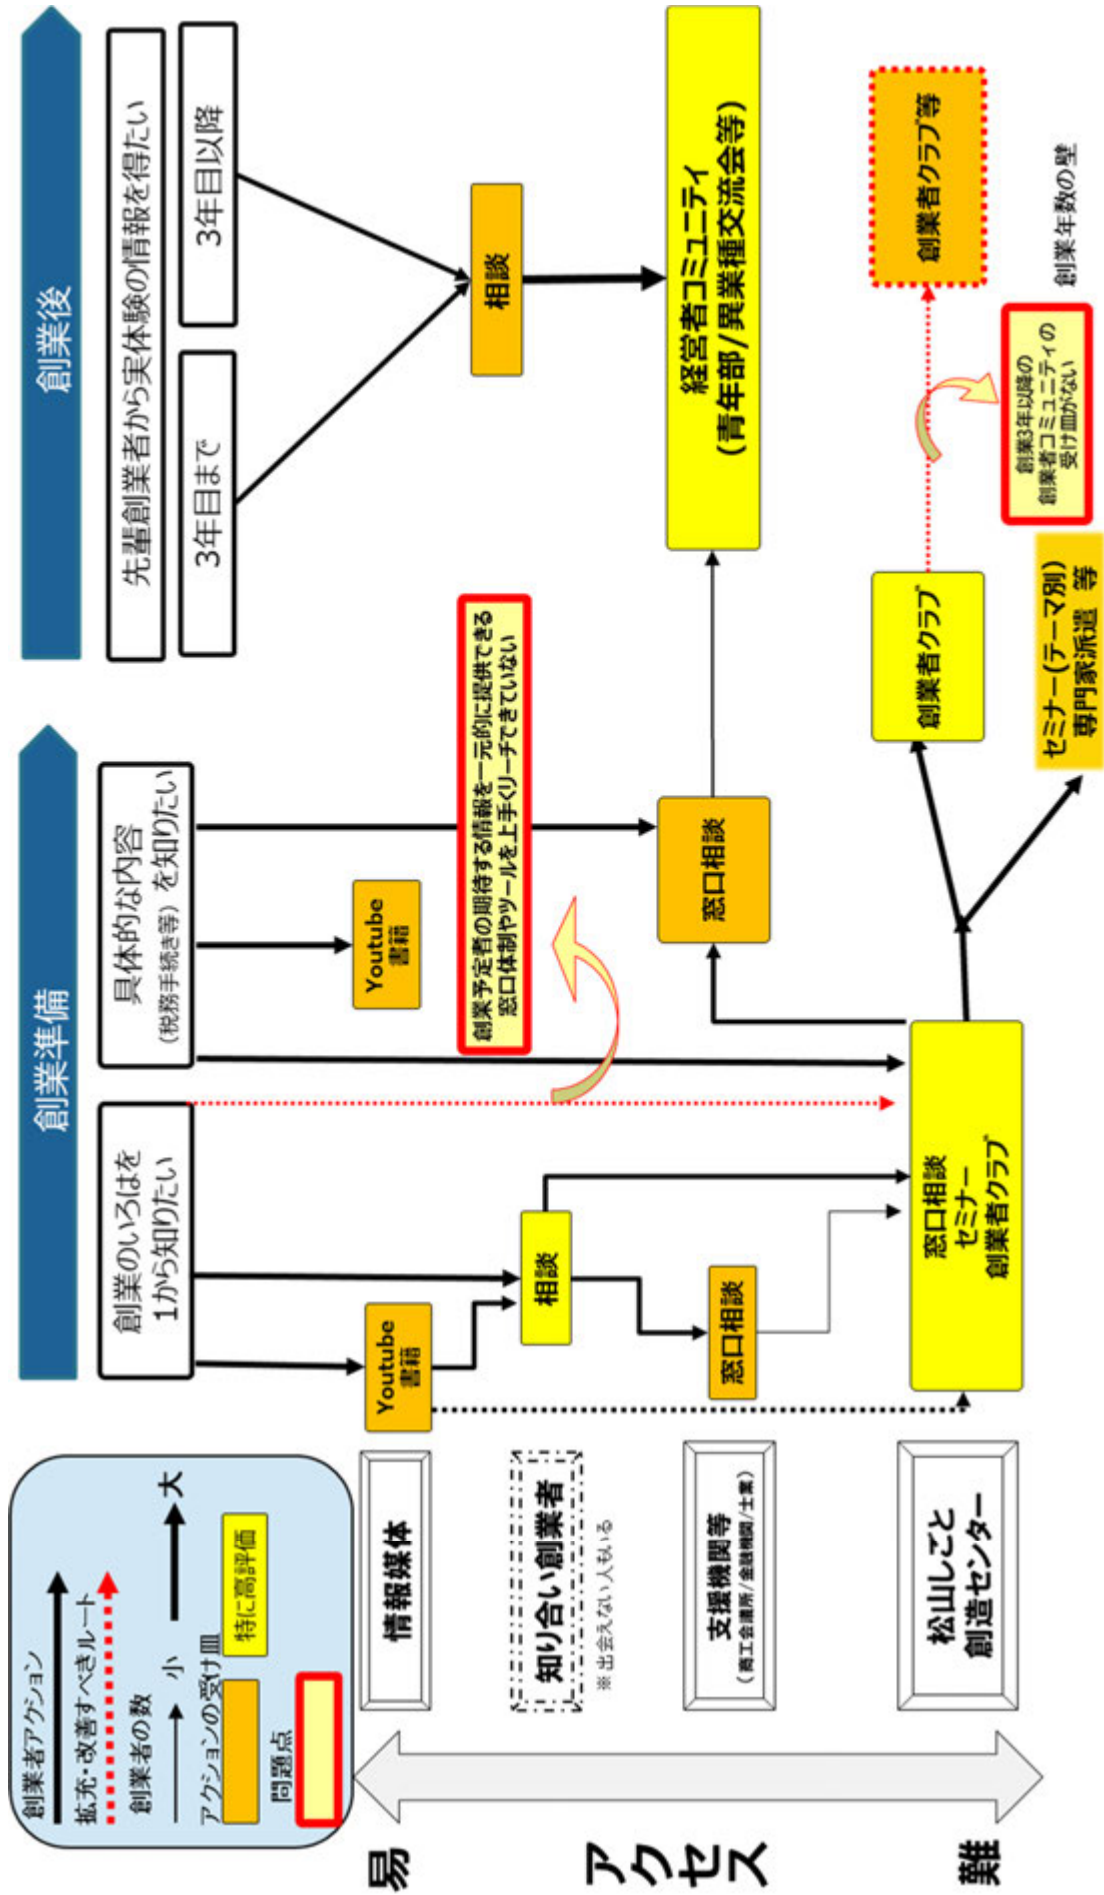 創業者アクション
拡充・改善すべきルート
創業者の数
小
大
アクションの受け皿
特に高評価
問題点
創業準備
創業後
創業のいろはを
1から知りたい
具体的な内容
(税務手続き等)を知りたい
先輩創業者から実体験の情報を得たい
3年目まで
3年目以降
易
アクセス
難
情報媒体
Youtube
書籍
Youtube
書籍
知り合い創業者
※出会えない人もいる
相談
創業予定者の期待する情報を一元的に提供できる
窓口体制やツールを上手くリーチできていない
相談
支援機関等
(商工会議所/金融機関/士業)
窓口相談
窓口相談
経営者コミュニティ
(青年部/異業種交流会等)
松山しごと
創造センター
窓口相談
セミナー
創業者クラブ
創業者クラブ
創業者クラブ等
セミナー(テーマ別)
専門家派遣 等
創業3年以降の
創業者コミュニティの
受け皿がない
創業年数の壁